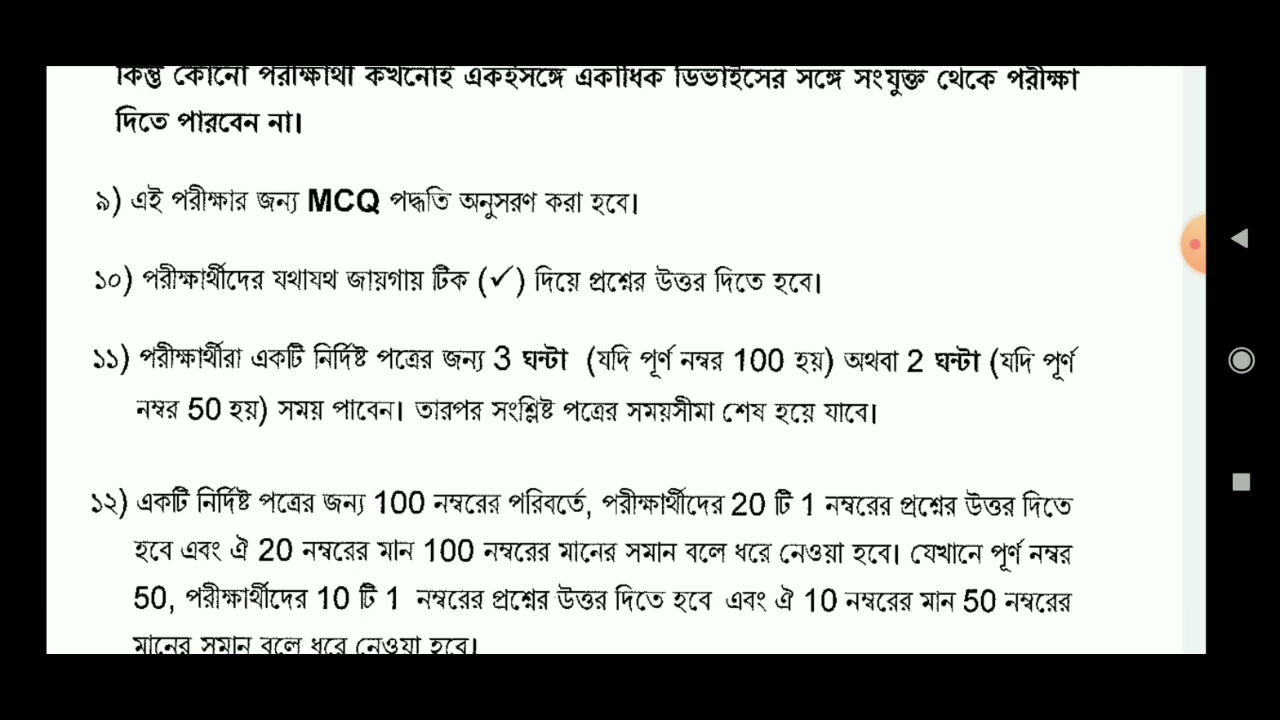 কিন্তু কোনো পরীক্ষার্থী কখনোই একইসঙ্গে একাধিক ডিভাইসের সঙ্গে সংযুক্ত থেকে পরীক্ষা
দিতে পারবেন না।
৯) এই পরীক্ষার জন্য MCQ পদ্ধতি অনুসরণ করা হবে।
১০) পরীক্ষার্থীদের যথাযথ জায়গায় টিক (✓) দিয়ে প্রশ্নের উত্তর দিতে হবে।
১১) পরীক্ষার্থীরা একটি নির্দিষ্ট পত্রের জন্য 3 ঘন্টা (যদি পূর্ণ নম্বর 100 হয়) অথবা 2 ঘন্টা (যদি পূর্ণ
নম্বর 50 হয়) সময় পাবেন। তারপর সংশ্লিষ্ট পত্রের সময়সীমা শেষ হয়ে যাবে।
১২) একটি নির্দিষ্ট পত্রের জন্য 100 নম্বরের পরিবর্তে, পরীক্ষার্থীদের 20 টি 1 নম্বরের প্রশ্নের উত্তর দিতে
হবে এবং ঐ 20 নম্বরের মান 100 নম্বরের মানের সমান বলে ধরে নেওয়া হবে। যেখানে পূর্ণ নম্বর
50, পরীক্ষার্থীদের 10 টি 1 নম্বরের প্রশ্নের উত্তর দিতে হবে এবং ঐ 10 নম্বরের মান 50 নম্বরের
মানের সমান বলে ধরে নেওয়া হবে।